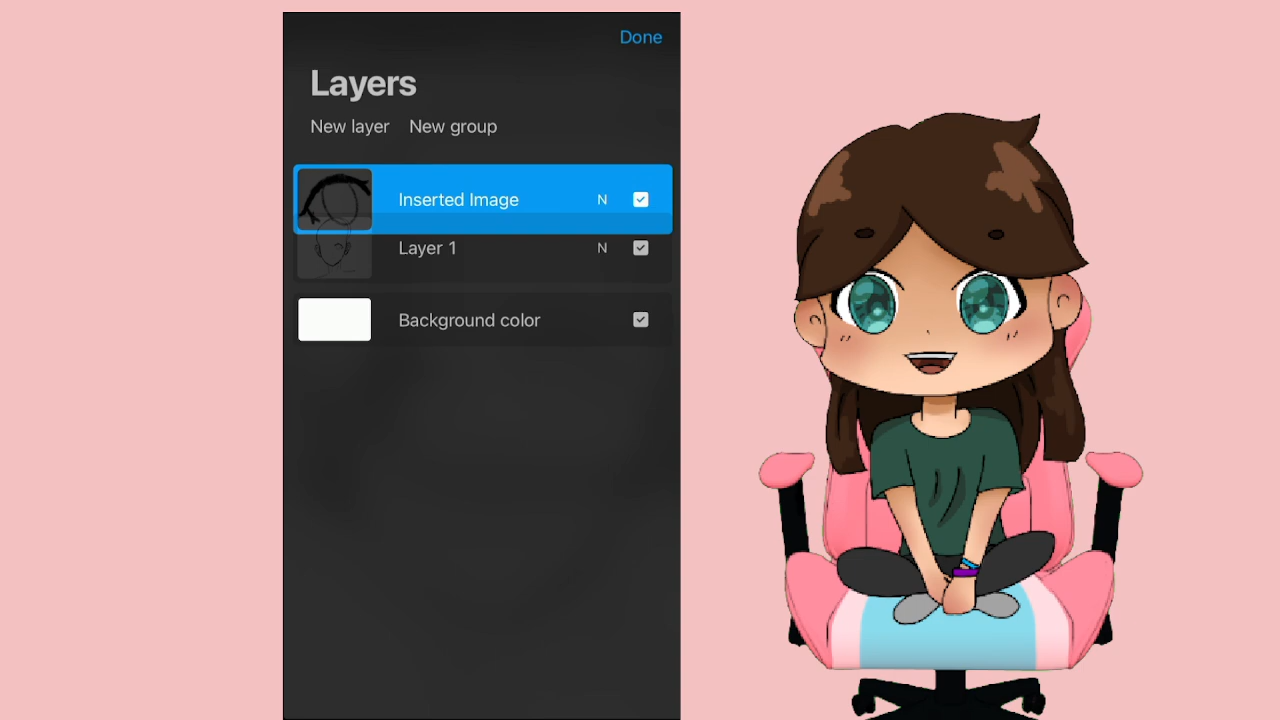 Done
Layers
New layer New group
Inserted Image N
Layer 1 N
Background color